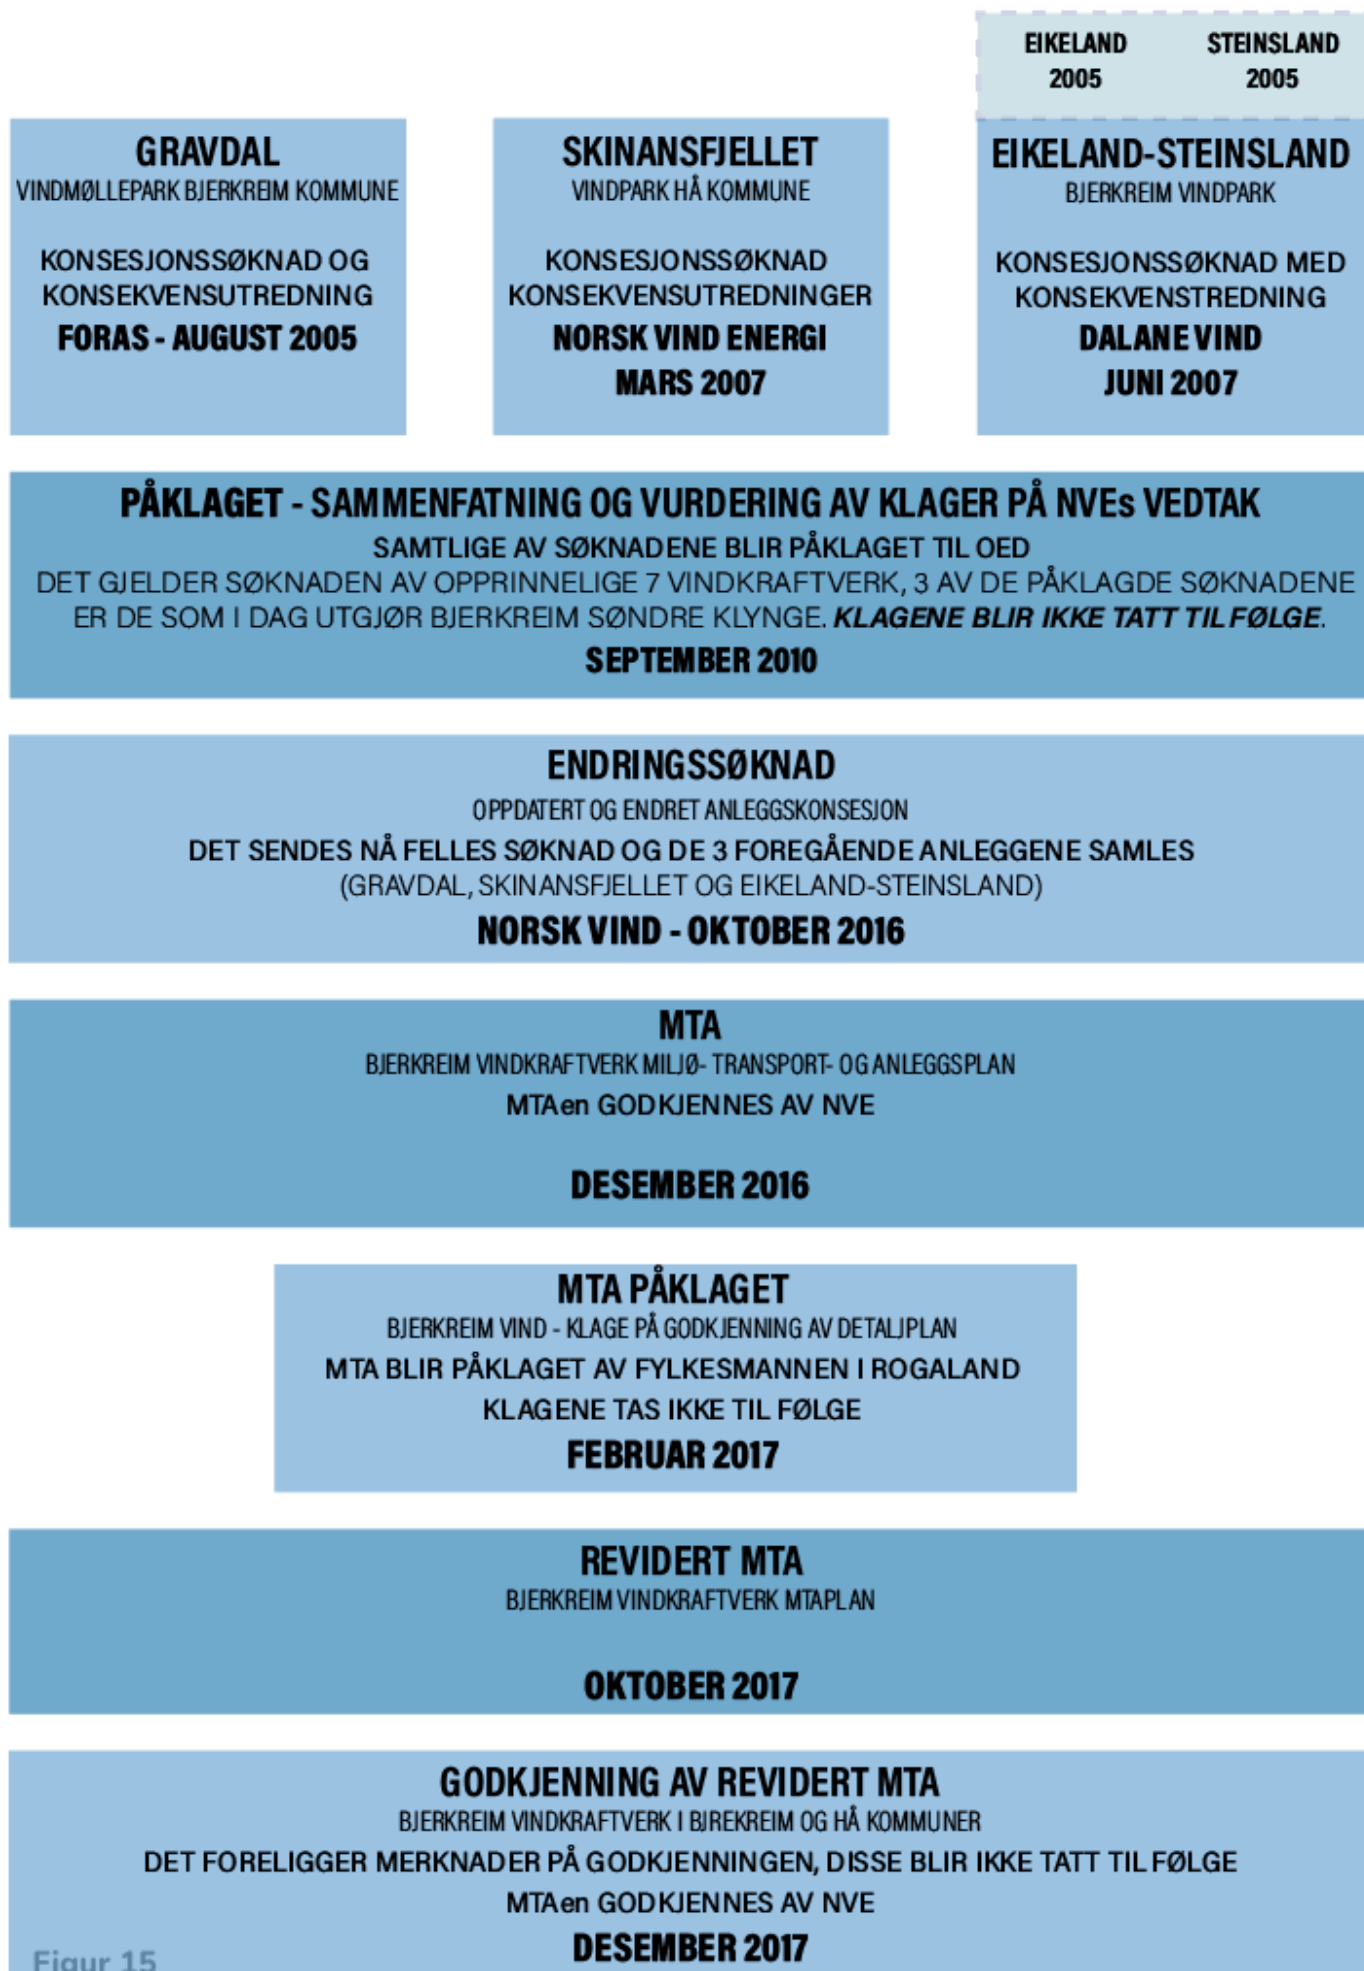 EIKELAND
2005
STEINSLAND
2005
GRAVDAL
VINDMØLLEPARK BJERKREIM KOMMUNE
KONSESJONSSØKNAD OG
KONSEKVENSUTREDNING
FORAS - AUGUST 2005
SKINANSFJELLET
VINDPARK HÅ KOMMUNE
KONSESJONSSØKNAD
KONSEKVENSUTREDNINGER
NORSK VIND ENERGI
MARS 2007
EIKELAND-STEINSLAND
BJERKREIM VINDPARK
KONSESJONSSØKNAD MED
KONSEKVENSTREDNING
DALANE VIND
JUNI 2007
PÅKLAGET - SAMMENFATNING OG VURDERING AV KLAGER PÅ NVEs VEDTAK
SAMTLIGE AV SØKNADENE BLIR PÅKLAGET TIL OED
DET GJELDER SØKNADEN AV OPPRINNELIGE 7 VINDKRAFTVERK, 3 AV DE PÅKLAGDE SØKNADENE
ER DE SOM I DAG UTGJØR BJERKREIM SØNDRE KLYNGE. KLAGENE BLIR IKKE TATT TIL FØLGE.
SEPTEMBER 2010
ENDRINGSSØKNAD
OPPDATERT OG ENDRET ANLEGGSKONSESJON
DET SENDES NÅ FELLES SØKNAD OG DE 3 FOREGÅENDE ANLEGGENE SAMLES
(GRAVDAL, SKINANSFJELLET OG EIKELAND-STEINSLAND)
NORSK VIND - OKTOBER 2016
MTA
BJERKREIM VINDKRAFTVERK MILJØ- TRANSPORT- OG ANLEGGSPLAN
MTAen GODKJENNES AV NVE
DESEMBER 2016
MTA PÅKLAGET
BJERKREIM VIND - KLAGE PÅ GODKJENNING AV DETALJPLAN
MTA BLIR PÅKLAGET AV FYLKESMANNEN I ROGALAND
KLAGENE TAS IKKE TIL FØLGE
FEBRUAR 2017
REVIDERT MTA
BJERKREIM VINDKRAFTVERK MTAPLAN
OKTOBER 2017
GODKJENNING AV REVIDERT MTA
BJERKREIM VINDKRAFTVERK I BJREKREIM OG HÅ KOMMUNER
DET FORELIGGER MERKNADER PÅ GODKJENNINGEN, DISSE BLIR IKKE TATT TIL FØLGE
MTAen GODKJENNES AV NVE
DESEMBER 2017
Figur 15